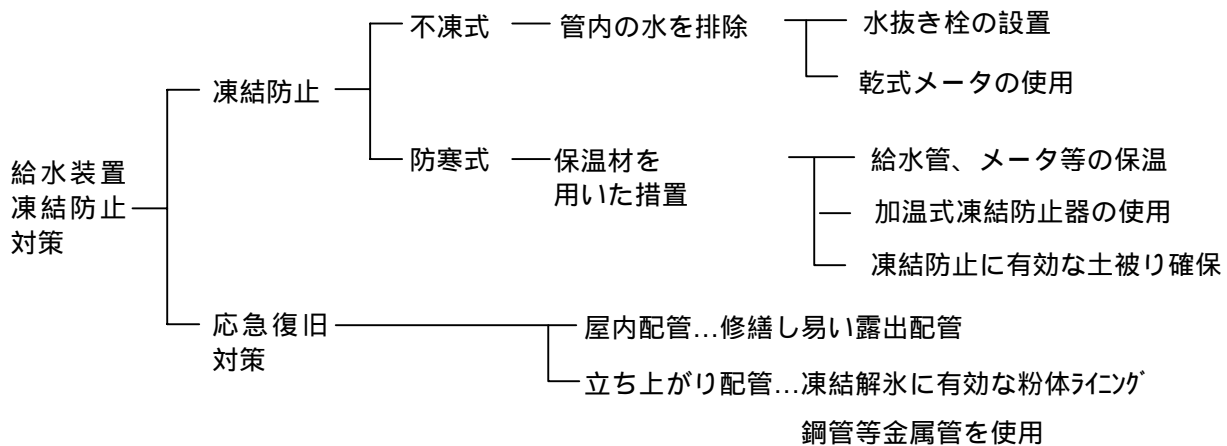 不凍式
管内の水を排除
水抜き栓の設置
乾式メータの使用
凍結防止
防寒式
保温材を
用いた措置
給水管、メータ等の保温
加温式凍結防止器の使用
凍結防止に有効な土被り確保
給水装置
凍結防止
対策
応急復旧
対策
屋内配管…修繕し易い露出配管
立ち上がり配管…凍結解氷に有効な粉体ﾗｲﾆﾝｸﾞ
鋼管等金属管を使用